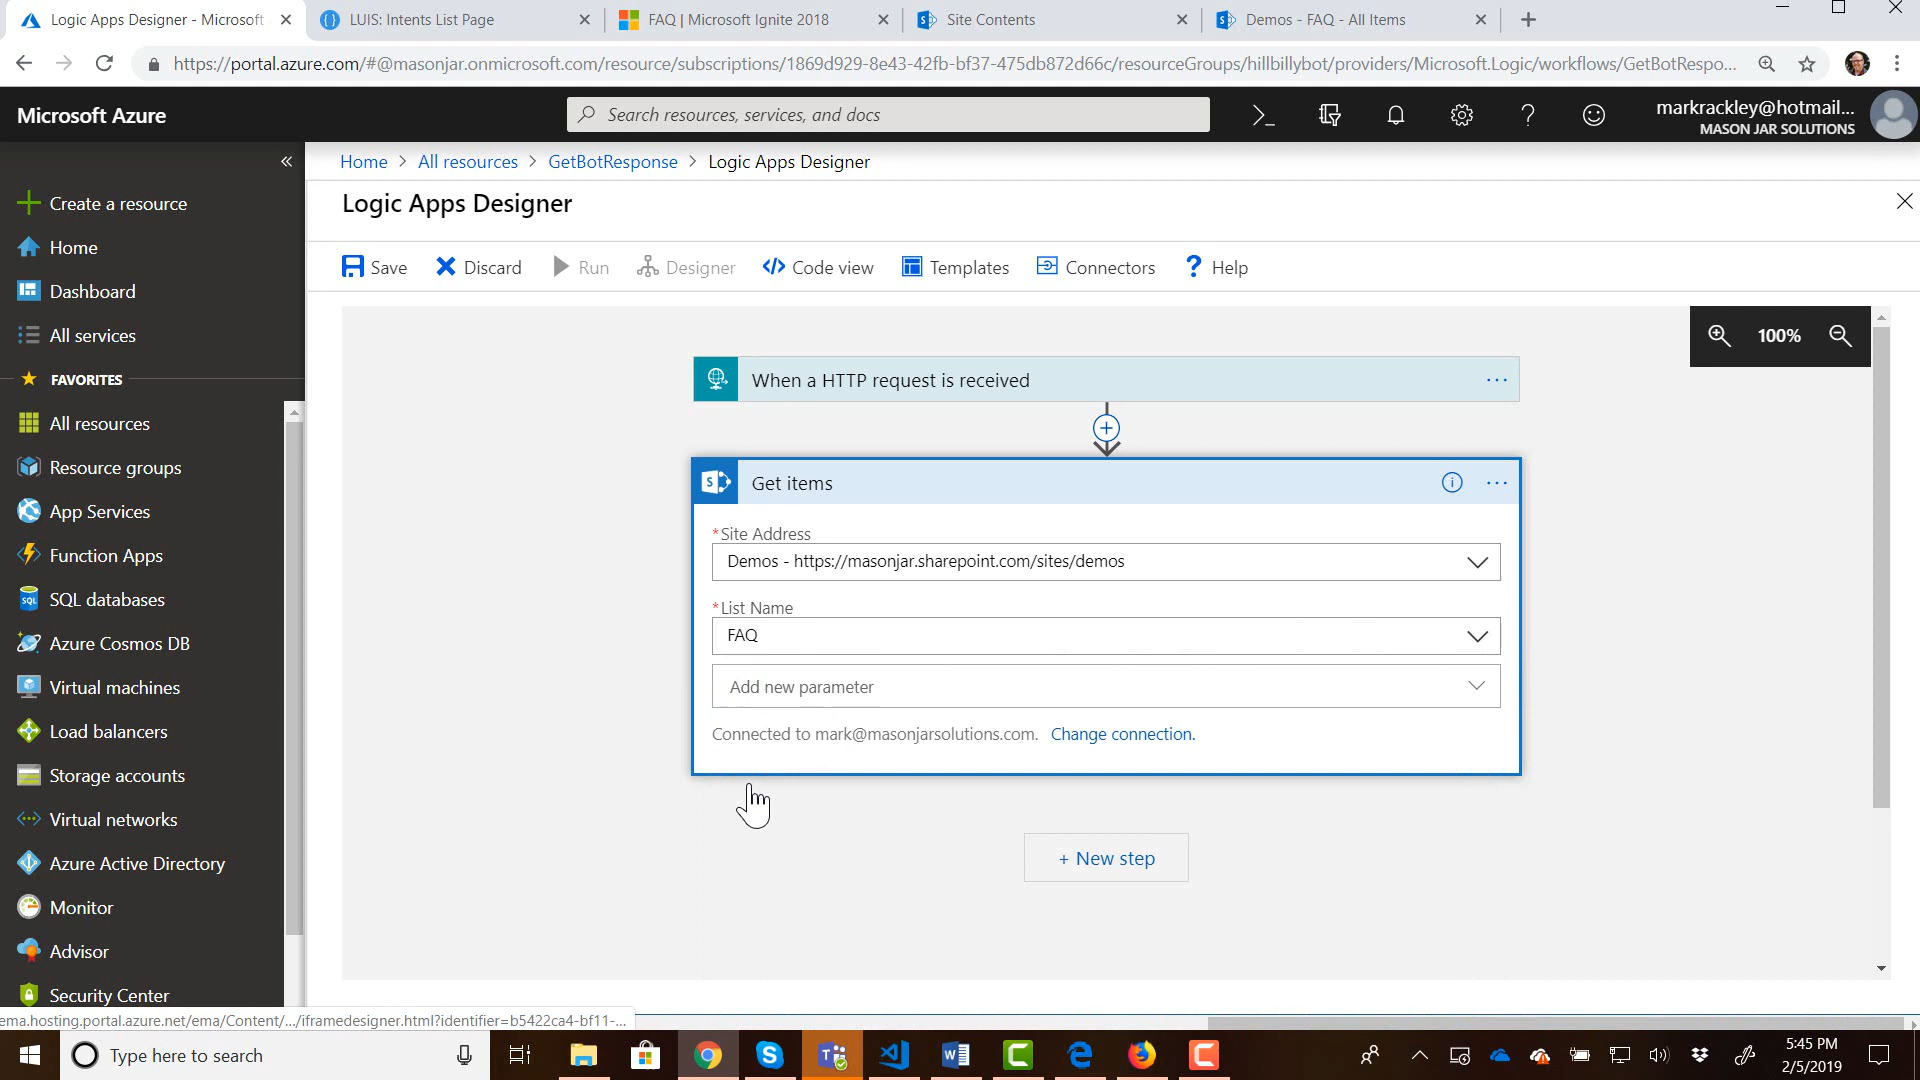 Logic Apps Designer - Microsoft
LUIS: Intents List Page
FAQ | Microsoft Ignite 2018
Site Contents
Demos - FAQ - All Items
https://portal.azure.com/#@masonjar.onmicrosoft.com/resource/subscriptions/1869d929-8e43-42fb-bf37-475db872d66c/resourceGroups/hillbillybot/providers/Microsoft.Logic/workflows/GetBotRespo...
Microsoft Azure
Search resources, services, and docs
markrackley@hotmail...
MASON JAR SOLUTIONS
Home > All resources > GetBotResponse > Logic Apps Designer
Logic Apps Designer
Save
Discard
Run
Designer
Code view
Templates
Connectors
Help
Create a resource
Home
Dashboard
All services
FAVORITES
All resources
Resource groups
App Services
Function Apps
SQL databases
Azure Cosmos DB
Virtual machines
Load balancers
Storage accounts
Virtual networks
Azure Active Directory
Monitor
Advisor
Security Center
100%
When a HTTP request is received
Get items
*Site Address
Demos - https://masonjar.sharepoint.com/sites/demos
*List Name
FAQ
Add new parameter
Connected to mark@masonjarsolutions.com. Change connection.
+ New step
ema.hosting.portal.azure.net/ema/Content/.../iframedesigner.html?identifier=b5422ca4-bf11-...
Type here to search
5:45 PM
2/5/2019